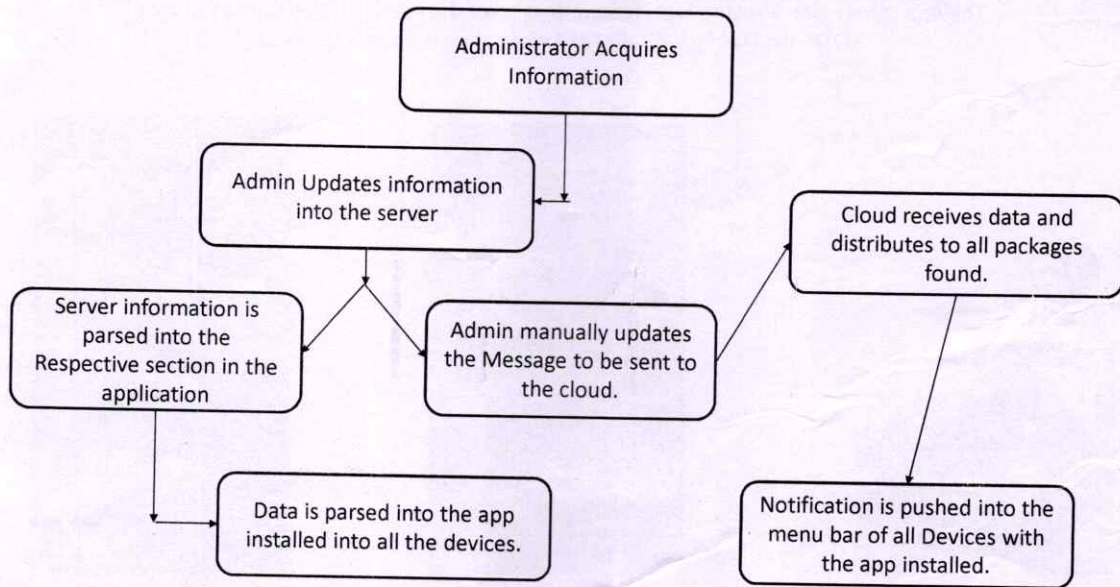 Administrator Acquires
Information
Admin Updates information
into the server
Cloud receives data and
distributes to all packages
found.
Server information is
parsed into the
Respective section in the
application
Admin manually updates
the Message to be sent to
the cloud.
Data is parsed into the app
installed into all the devices.
Notification is pushed into the
menu bar of all Devices with
the app installed.